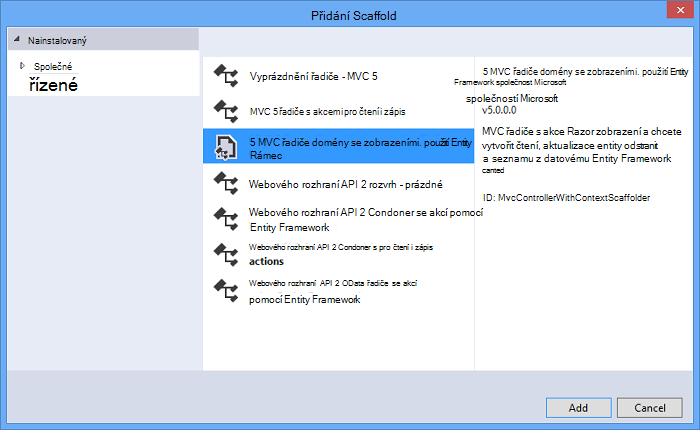 Přidání Scaffold
Nainstalovaný
Společné
řízené
Vyprázdnění řadiče - MVC 5
MVC 5řadiče s akcemi pro čtení i zápis
5 MVC řadiče domény se zobrazeními. použití Entity
Rámec
Webového rozhraní API 2 rozvrh - prázdné
Webového rozhraní API 2 Condoner se akcí pomocí
Entity Framework
Webového rozhraní API 2 Condoner s pro čtení i zápis
actions
Webového rozhraní API 2 OData řadiče se akcí
pomocí Entity Framework
5 MVC řadiče domény se zobrazeními. použití Entity
Framework společnost Microsoft
společností Microsoft
v5.0.0.0
MVC řadiče s akce Razor zobrazení a chcete
vytvořit čtení, aktualizace entity odstranit
a seznamu z datovému Entity Framework
canted
ID: MvcControllerWithContextScaffolder
Add
Cancel